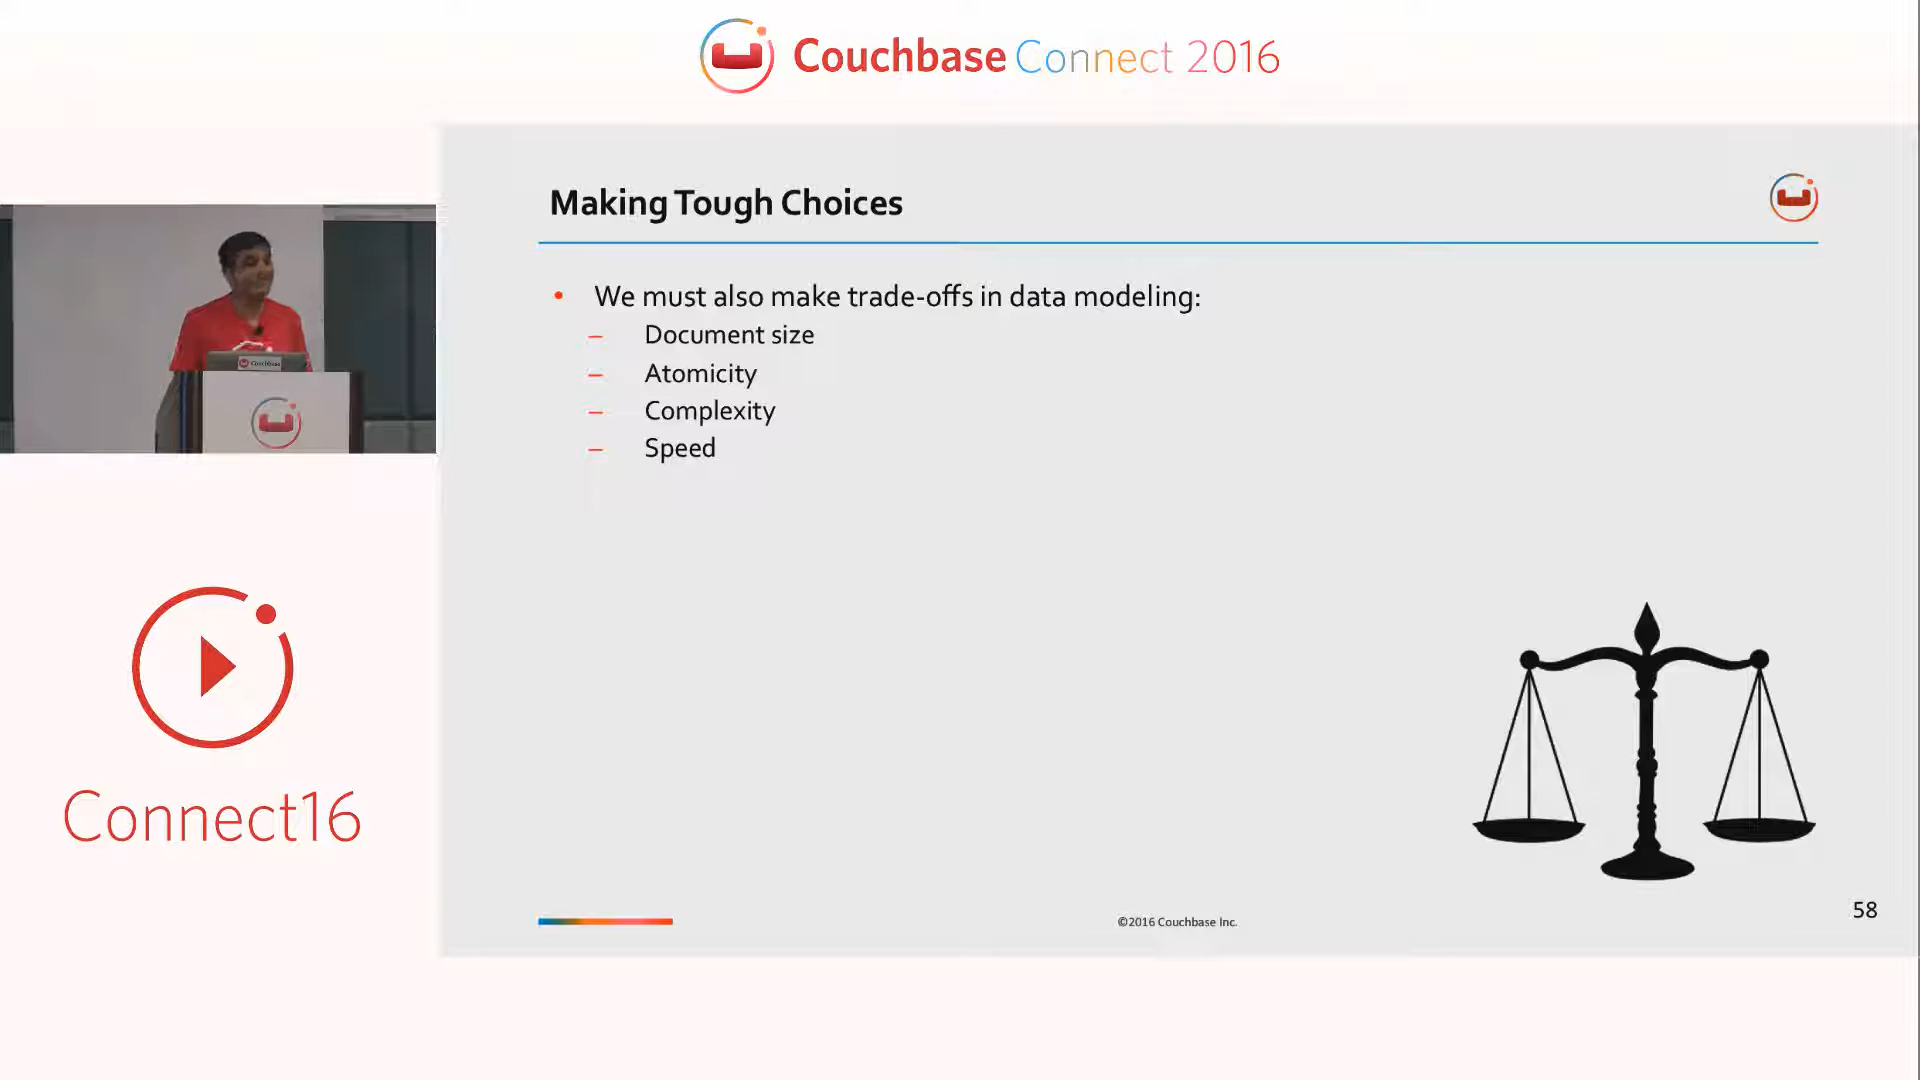 Couchbase Connect 2016
Making Tough Choices
• We must also make trade-offs in data modeling:
– Document size
– Atomicity
– Complexity
– Speed
Couchbase
Connect16
©2016 Couchbase Inc.
58